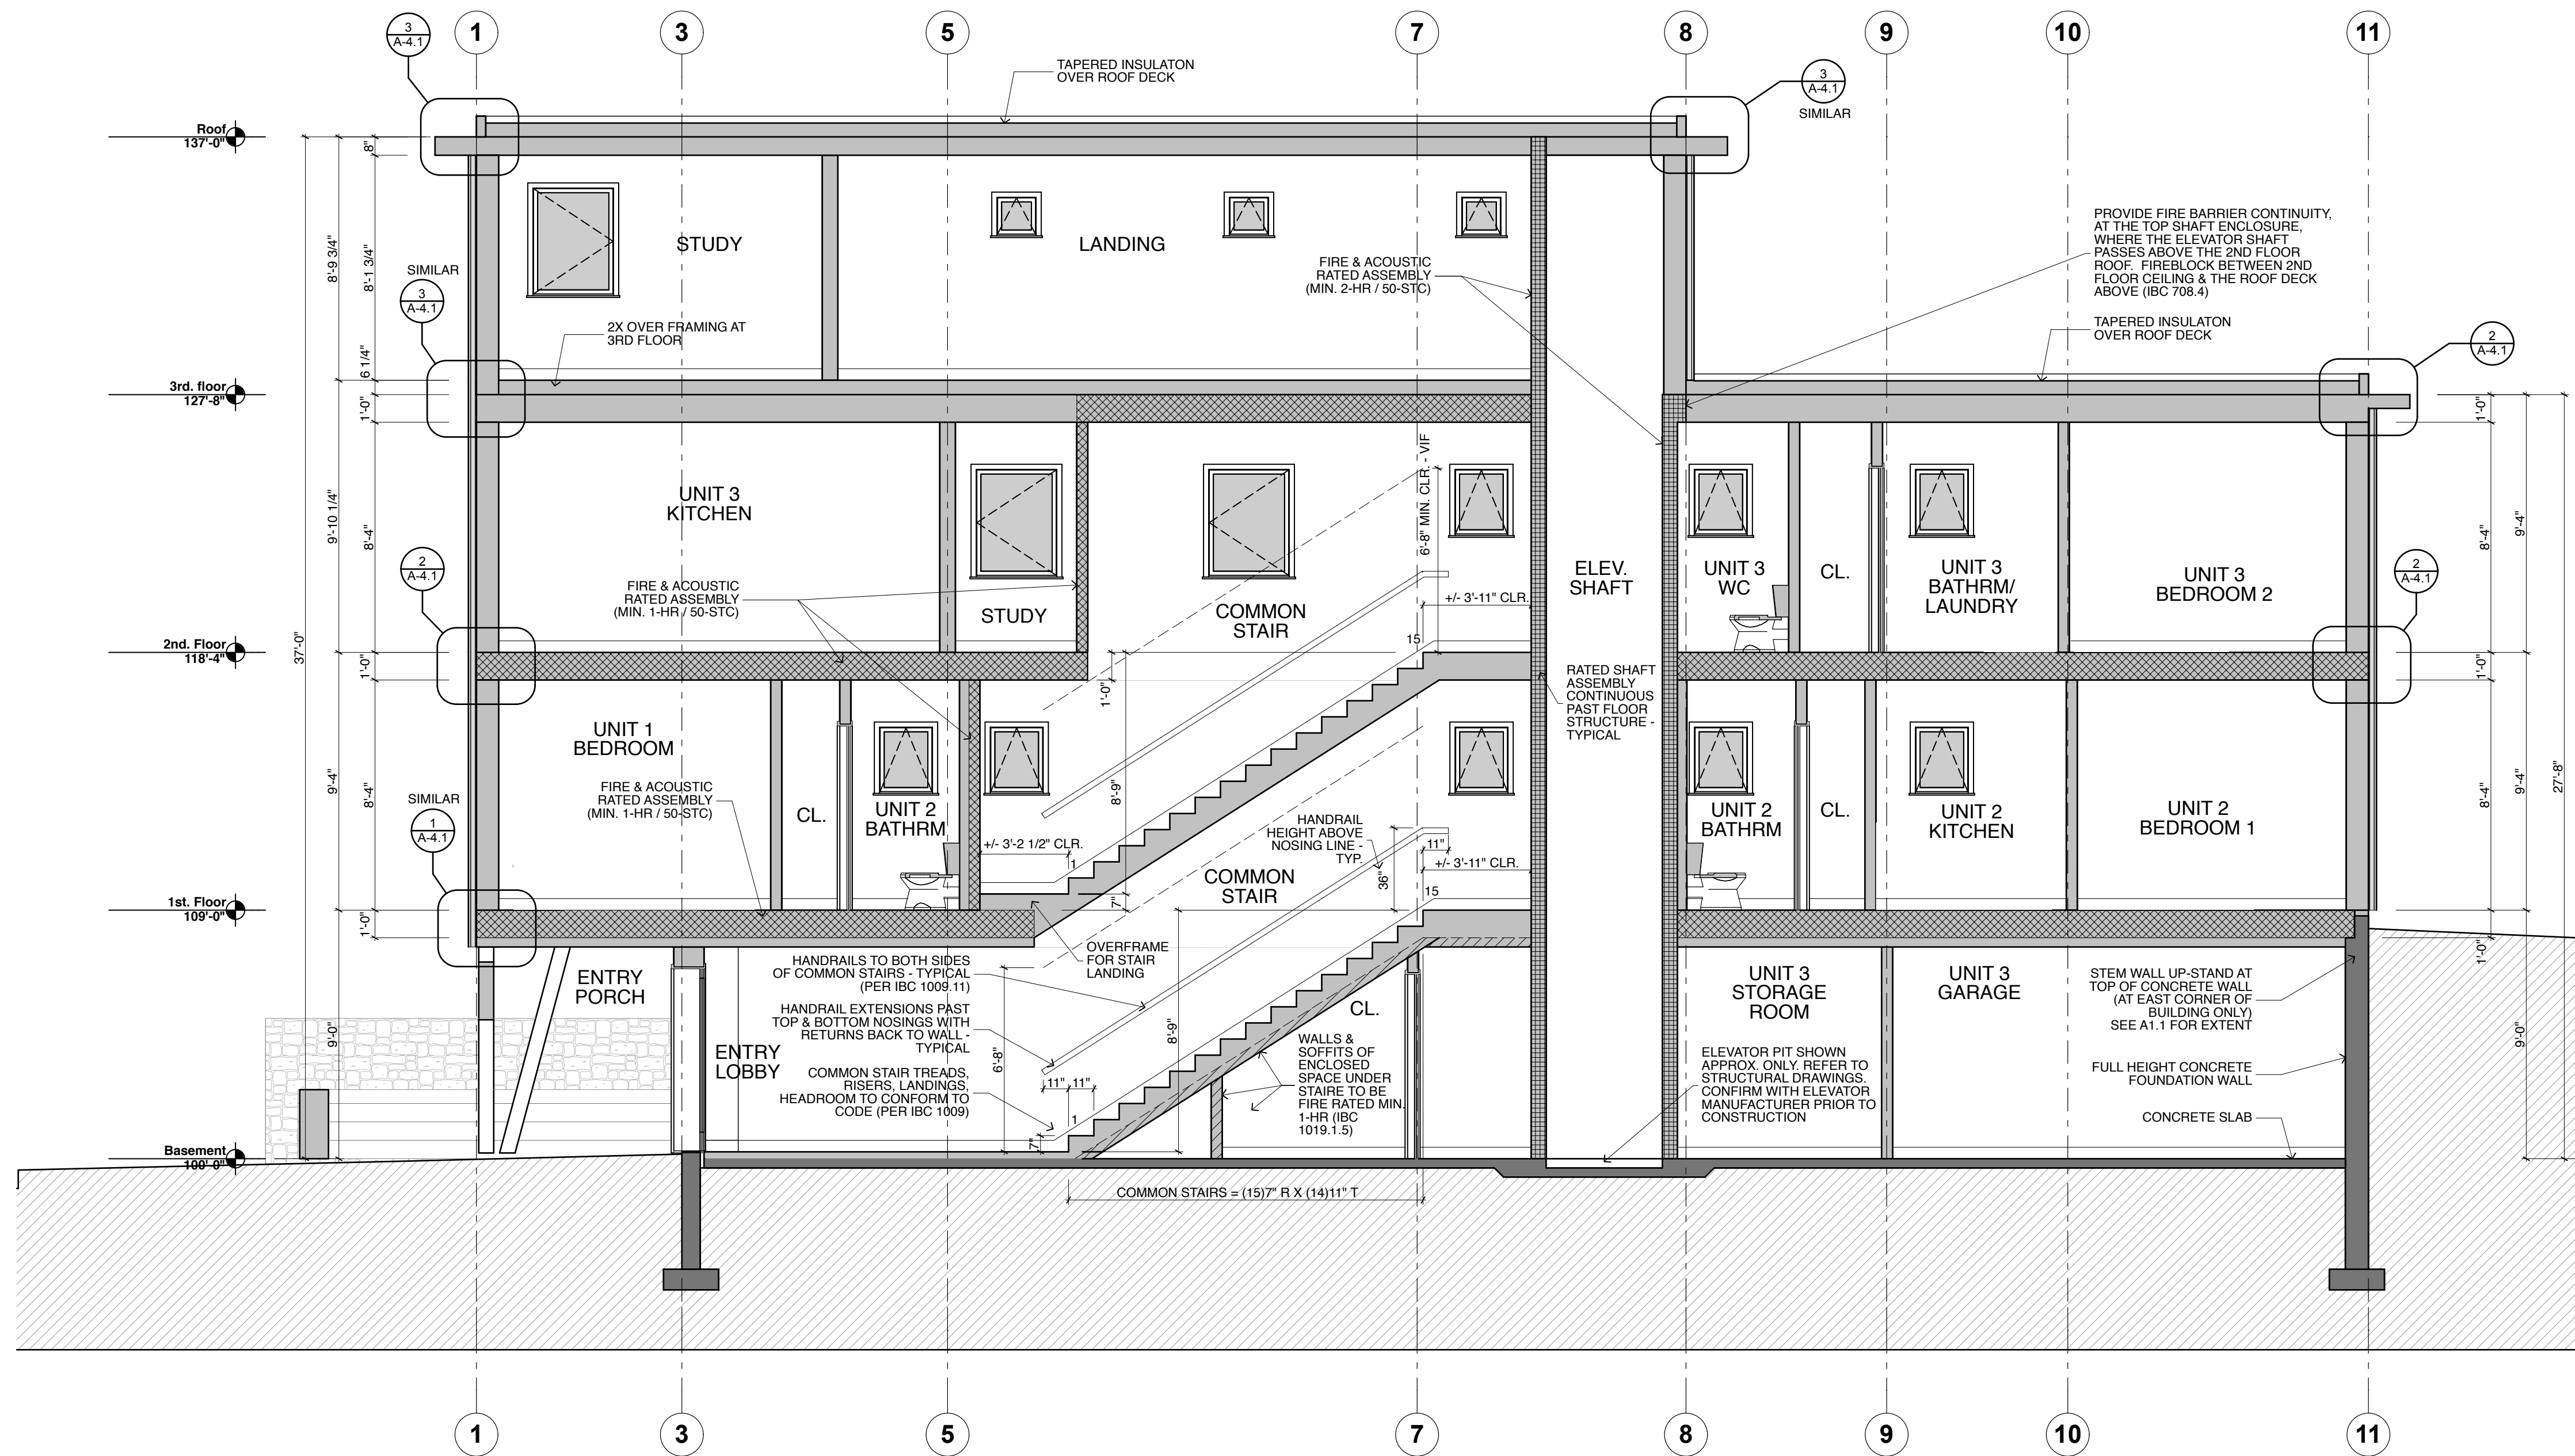 1
3
5
7
8
9
10
11
3
A-4.1
TAPERED INSULATON
OVER ROOF DECK
3
A-4.1
SIMILAR
Roof
137'-0"
8"
8'-9 3/4"
8'-1 3/4"
6 1/4"
STUDY
LANDING
FIRE & ACOUSTIC
RATED ASSEMBLY
(MIN. 2-HR / 50-STC)
PROVIDE FIRE BARRIER CONTINUITY,
AT THE TOP SHAFT ENCLOSURE,
WHERE THE ELEVATOR SHAFT
PASSES ABOVE THE 2ND FLOOR
ROOF. FIREBLOCK BETWEEN 2ND
FLOOR CEILING & THE ROOF DECK
ABOVE (IBC 708.4)
TAPERED INSULATON
OVER ROOF DECK
2
A-4.1
SIMILAR
3
A-4.1
2X OVER FRAMING AT
3RD FLOOR
3rd. floor
127'-8"
1'-0"
1'-0"
9'-10 1/4"
8'-4"
UNIT 3
KITCHEN
FIRE & ACOUSTIC
RATED ASSEMBLY
(MIN. 1-HR / 50-STC)
STUDY
COMMON
STAIR
6'-8" MIN. CLR. - VIF
+/- 3'-11" CLR.
15
ELEV.
SHAFT
UNIT 3
WC
CL.
UNIT 3
BATHRM/
LAUNDRY
UNIT 3
BEDROOM 2
8'-4"
9'-4"
2
A-4.1
2
A-4.1
37'-0"
2nd. Floor
118'-4"
1'-0"
1'-0"
1'-0"
RATED SHAFT
ASSEMBLY
CONTINUOUS
PAST FLOOR
STRUCTURE -
TYPICAL
UNIT 1
BEDROOM
FIRE & ACOUSTIC
RATED ASSEMBLY
(MIN. 1-HR / 50-STC)
CL.
UNIT 2
BATHRM
+/- 3'-2 1/2" CLR.
1
8'-9"
7"
HANDRAIL
HEIGHT ABOVE
NOSING LINE -
TYP.
36"
11"
+/- 3'-11" CLR.
15
COMMON
STAIR
UNIT 2
BATHRM
CL.
UNIT 2
KITCHEN
UNIT 2
BEDROOM 1
9'-4"
8'-4"
8'-4"
9'-4"
27'-8"
SIMILAR
1
A-4.1
1st. Floor
109'-0"
1'-0"
1'-0"
OVERFRAME
FOR STAIR
LANDING
HANDRAILS TO BOTH SIDES
OF COMMON STAIRS - TYPICAL
(PER IBC 1009.11)
HANDRAIL EXTENSIONS PAST
TOP & BOTTOM NOSINGS WITH
RETURNS BACK TO WALL -
TYPICAL
COMMON STAIR TREADS,
RISERS, LANDINGS,
HEADROOM TO CONFORM TO
CODE (PER IBC 1009)
ENTRY
PORCH
ENTRY
LOBBY
6'-8"
11"
11"
1
7"
8'-9"
CL.
WALLS &
SOFFITS OF
ENCLOSED
SPACE UNDER
STAIRE TO BE
FIRE RATED MIN.
1-HR (IBC
1019.1.5)
UNIT 3
STORAGE
ROOM
UNIT 3
GARAGE
ELEVATOR PIT SHOWN
APPROX. ONLY. REFER TO
STRUCTURAL DRAWINGS.
CONFIRM WITH ELEVATOR
MANUFACTURER PRIOR TO
CONSTRUCTION
STEM WALL UP-STAND AT
TOP OF CONCRETE WALL
(AT EAST CORNER OF
BUILDING ONLY)
SEE A1.1 FOR EXTENT
FULL HEIGHT CONCRETE
FOUNDATION WALL
CONCRETE SLAB
9'-0"
9'-0"
Basement
100'-0"
COMMON STAIRS = (15)7" R X (14)11" T
1
3
5
7
8
9
10
11